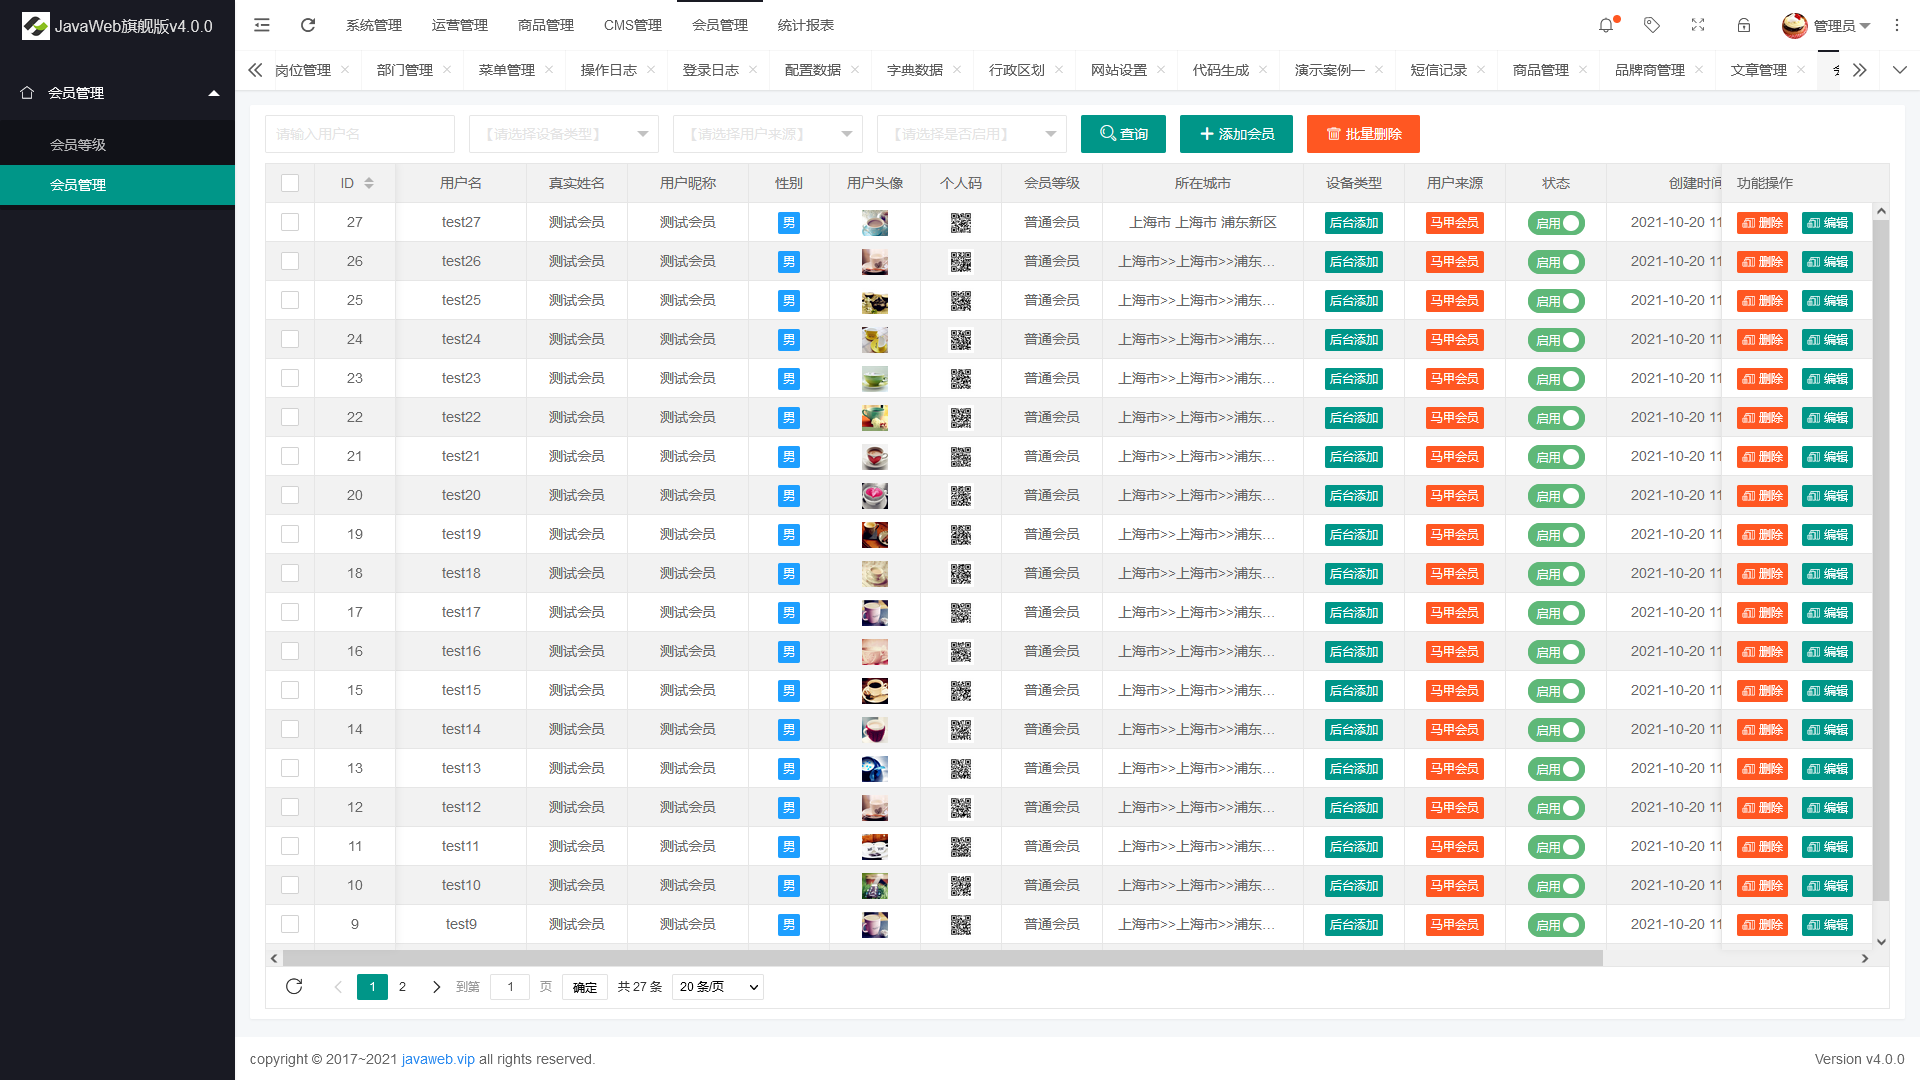 JavaWeb旗舰版v4.0.0
系统管理 运营管理 商品管理 CMS管理 会员管理 统计报表 管理员
岗位管理 部门管理 菜单管理 操作日志 登录日志 配置数据 字典数据 行政区划 网站设置 代码生成 演示案例一 短信记录 商品管理 品牌商管理 文章管理
会员管理
会员等级
会员管理
请输入用户名 【请选择设备类型】 【请选择用户来源】 【请选择是否启用】 查询 添加会员 批量删除
ID 用户名 真实姓名 用户昵称 性别 用户头像 个人码 会员等级 所在城市 设备类型 用户来源 状态 创建时间 功能操作
27 test27 测试会员 测试会员 男 普通会员 上海市 上海市 浦东新区 后台添加 马甲会员 启用 2021-10-20 11 删除 编辑
26 test26 测试会员 测试会员 男 普通会员 上海市>>上海市>>浦东... 后台添加 马甲会员 启用 2021-10-20 11 删除 编辑
25 test25 测试会员 测试会员 男 普通会员 上海市>>上海市>>浦东... 后台添加 马甲会员 启用 2021-10-20 11 删除 编辑
24 test24 测试会员 测试会员 男 普通会员 上海市>>上海市>>浦东... 后台添加 马甲会员 启用 2021-10-20 11 删除 编辑
23 test23 测试会员 测试会员 男 普通会员 上海市>>上海市>>浦东... 后台添加 马甲会员 启用 2021-10-20 11 删除 编辑
22 test22 测试会员 测试会员 男 普通会员 上海市>>上海市>>浦东... 后台添加 马甲会员 启用 2021-10-20 11 删除 编辑
21 test21 测试会员 测试会员 男 普通会员 上海市>>上海市>>浦东... 后台添加 马甲会员 启用 2021-10-20 11 删除 编辑
20 test20 测试会员 测试会员 男 普通会员 上海市>>上海市>>浦东... 后台添加 马甲会员 启用 2021-10-20 11 删除 编辑
19 test19 测试会员 测试会员 男 普通会员 上海市>>上海市>>浦东... 后台添加 马甲会员 启用 2021-10-20 11 删除 编辑
18 test18 测试会员 测试会员 男 普通会员 上海市>>上海市>>浦东... 后台添加 马甲会员 启用 2021-10-20 11 删除 编辑
17 test17 测试会员 测试会员 男 普通会员 上海市>>上海市>>浦东... 后台添加 马甲会员 启用 2021-10-20 11 删除 编辑
16 test16 测试会员 测试会员 男 普通会员 上海市>>上海市>>浦东... 后台添加 马甲会员 启用 2021-10-20 11 删除 编辑
15 test15 测试会员 测试会员 男 普通会员 上海市>>上海市>>浦东... 后台添加 马甲会员 启用 2021-10-20 11 删除 编辑
14 test14 测试会员 测试会员 男 普通会员 上海市>>上海市>>浦东... 后台添加 马甲会员 启用 2021-10-20 11 删除 编辑
13 test13 测试会员 测试会员 男 普通会员 上海市>>上海市>>浦东... 后台添加 马甲会员 启用 2021-10-20 11 删除 编辑
12 test12 测试会员 测试会员 男 普通会员 上海市>>上海市>>浦东... 后台添加 马甲会员 启用 2021-10-20 11 删除 编辑
11 test11 测试会员 测试会员 男 普通会员 上海市>>上海市>>浦东... 后台添加 马甲会员 启用 2021-10-20 11 删除 编辑
10 test10 测试会员 测试会员 男 普通会员 上海市>>上海市>>浦东... 后台添加 马甲会员 启用 2021-10-20 11 删除 编辑
9 test9 测试会员 测试会员 男 普通会员 上海市>>上海市>>浦东... 后台添加 马甲会员 启用 2021-10-20 11 删除 编辑
1 2 到第 1 页 确定 共 27 条 20 条/页
copyright © 2017~2021 javaweb.vip all rights reserved. Version v4.0.0